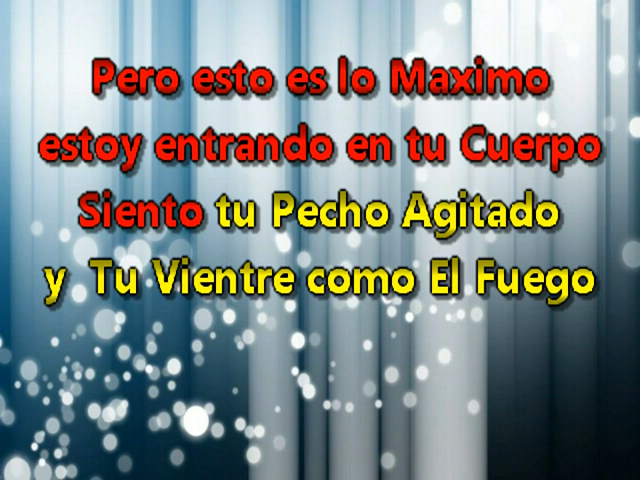 Pero esto es lo Maximo
estoy entrando en tu Cuerpo
Siento tu Pecho Agitado
y Tu Vientre como El Fuego